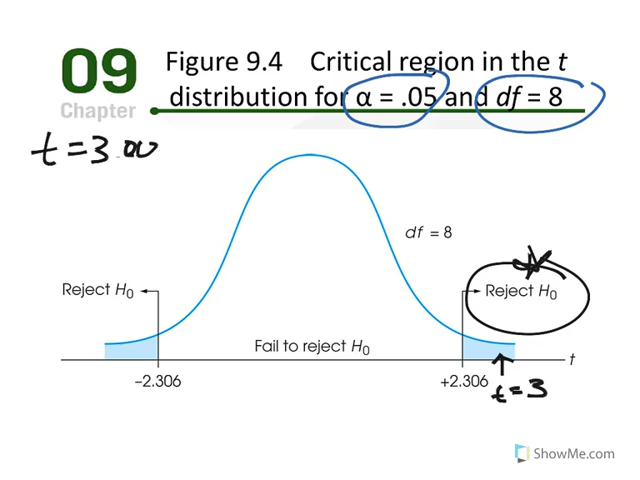 09
Chapter
Figure 9.4 Critical region in the t
distribution for α = .05 and df = 8
t = 3.00
df = 8
Reject H0
Reject H0
Fail to reject H0
t
−2.306
+2.306
t = 3
ShowMe.com